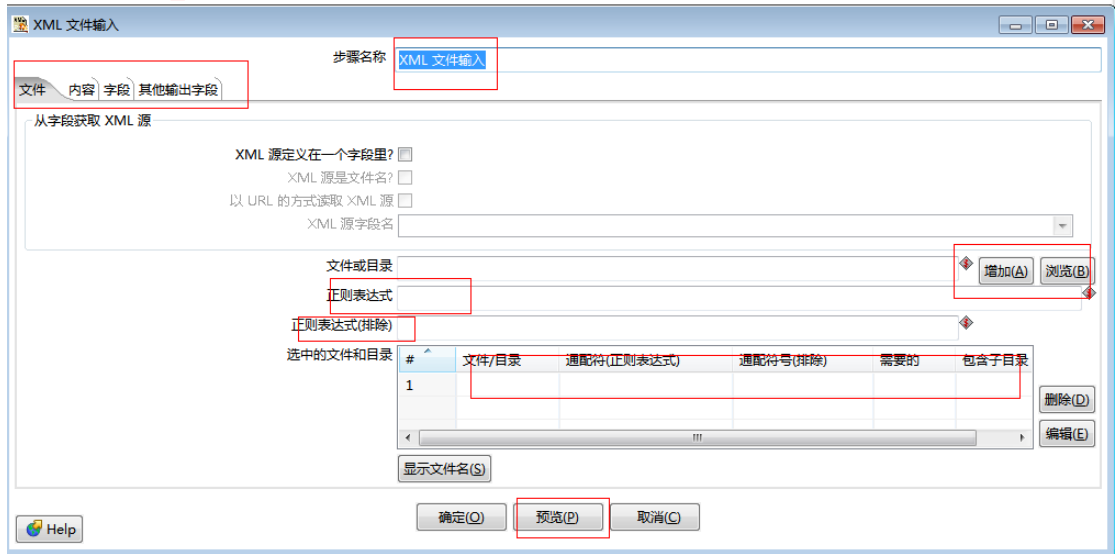 XML 文件输入
步骤名称 XML 文件输入
文件 内容 字段 其他输出字段
从字段获取 XML 源
XML 源定义在一个字段里?
XML 源是文件名?
以 URL 的方式读取 XML 源
XML 源字段名
文件或目录 增加(A) 浏览(B)
正则表达式
正则表达式(排除)
选中的文件和目录 # 文件/目录 通配符(正则表达式) 通配符号(排除) 需要的 包含子目录
1
删除(D)
编辑(E)
显示文件名(S)
确定(O) 预览(P) 取消(C)
Help